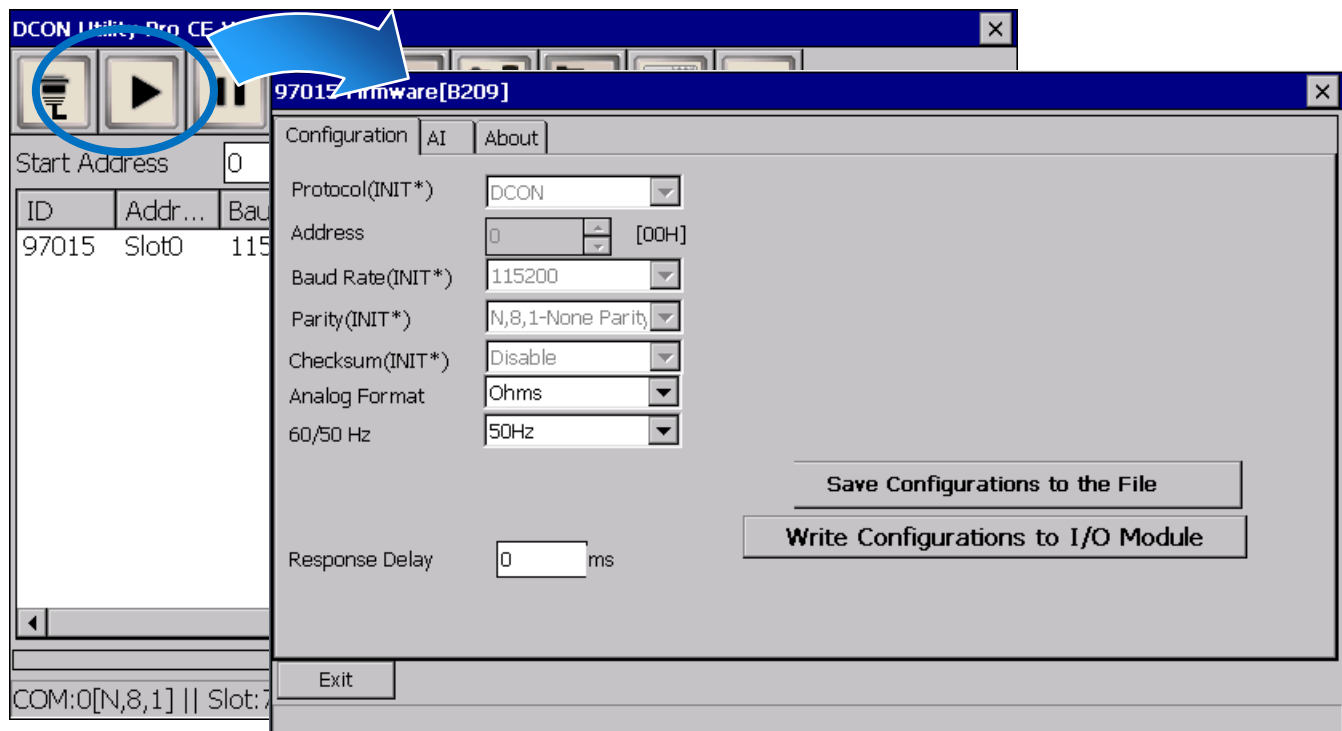 DCON Utility Pro CE
97015 Firmware[B209]
Configuration AI About
Start Address 0
ID Addr... Bau
97015 Slot0 115
Protocol(INIT*) DCON
Address 0 [00H]
Baud Rate(INIT*) 115200
Parity(INIT*) N,8,1-None Parity
Checksum(INIT*) Disable
Analog Format Ohms
60/50 Hz 50Hz
Save Configurations to the File
Write Configurations to I/O Module
Response Delay 0 ms
Exit
COM:0[N,8,1] || Slot:7